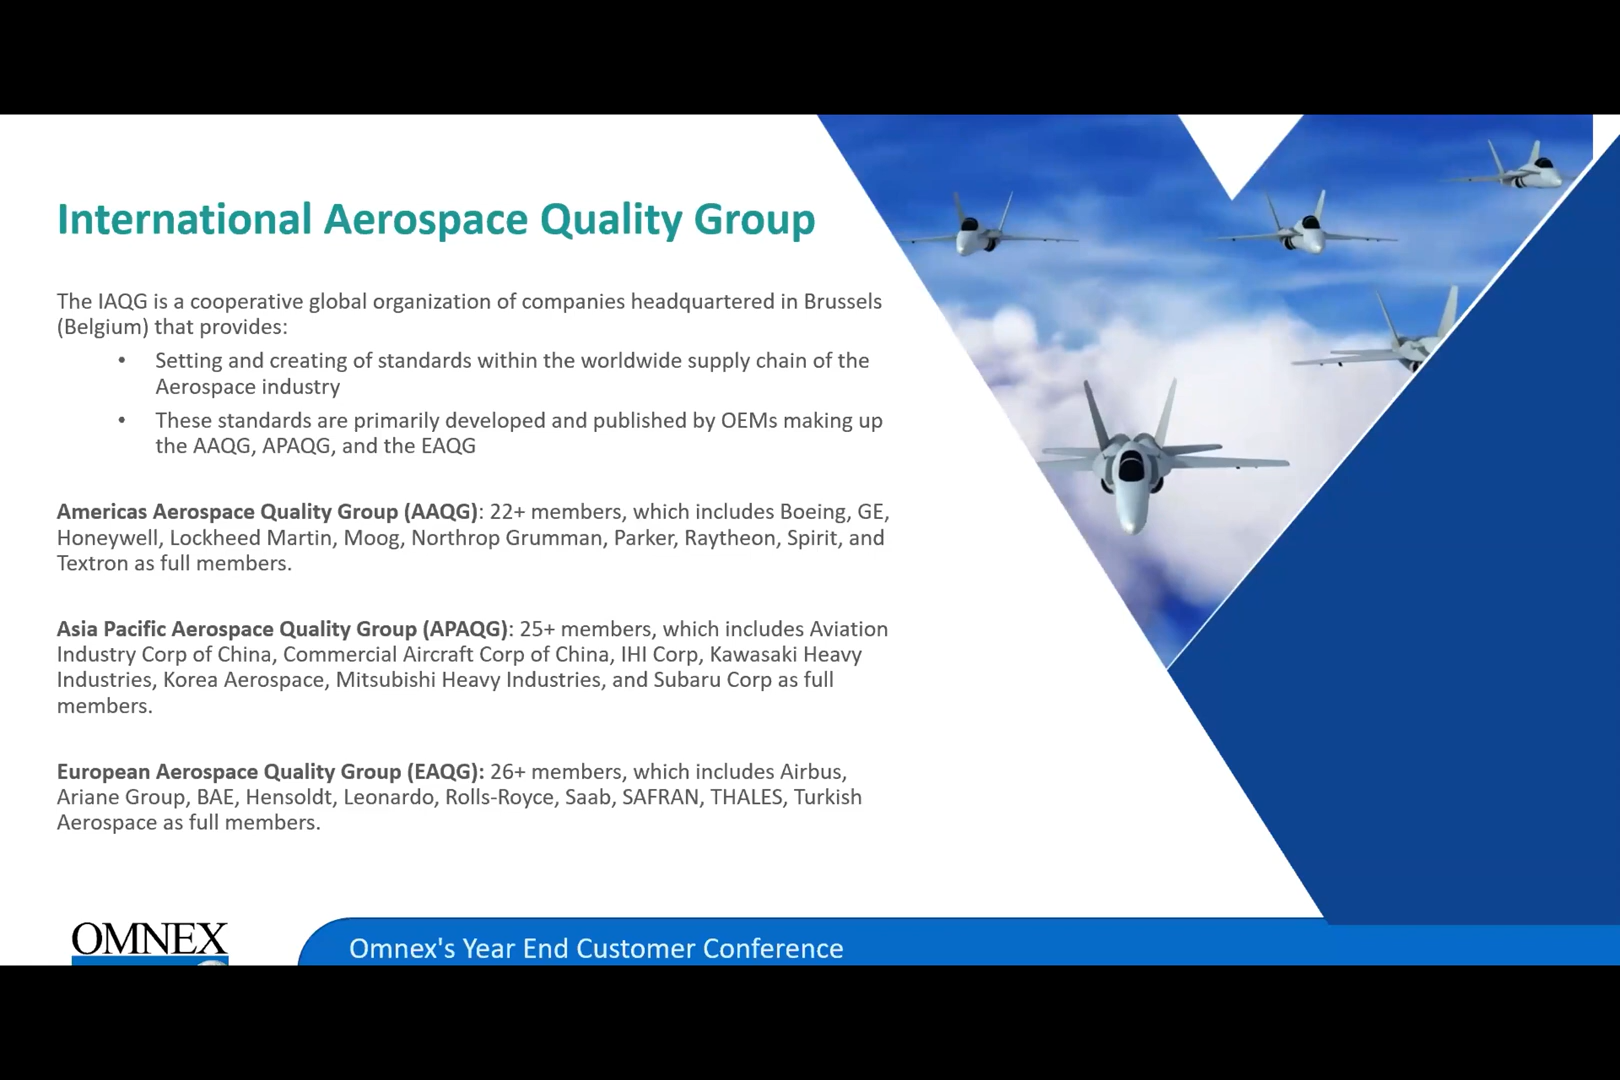 International Aerospace Quality Group
The IAQG is a cooperative global organization of companies headquartered in Brussels
(Belgium) that provides:
• Setting and creating of standards within the worldwide supply chain of the
Aerospace industry
• These standards are primarily developed and published by OEMs making up
the AAQG, APAQG, and the EAQG
Americas Aerospace Quality Group (AAQG): 22+ members, which includes Boeing, GE,
Honeywell, Lockheed Martin, Moog, Northrop Grumman, Parker, Raytheon, Spirit, and
Textron as full members.
Asia Pacific Aerospace Quality Group (APAQG): 25+ members, which includes Aviation
Industry Corp of China, Commercial Aircraft Corp of China, IHI Corp, Kawasaki Heavy
Industries, Korea Aerospace, Mitsubishi Heavy Industries, and Subaru Corp as full
members.
European Aerospace Quality Group (EAQG): 26+ members, which includes Airbus,
Ariane Group, BAE, Hensoldt, Leonardo, Rolls-Royce, Saab, SAFRAN, THALES, Turkish
Aerospace as full members.
OMNEX
Omnex's Year End Customer Conference